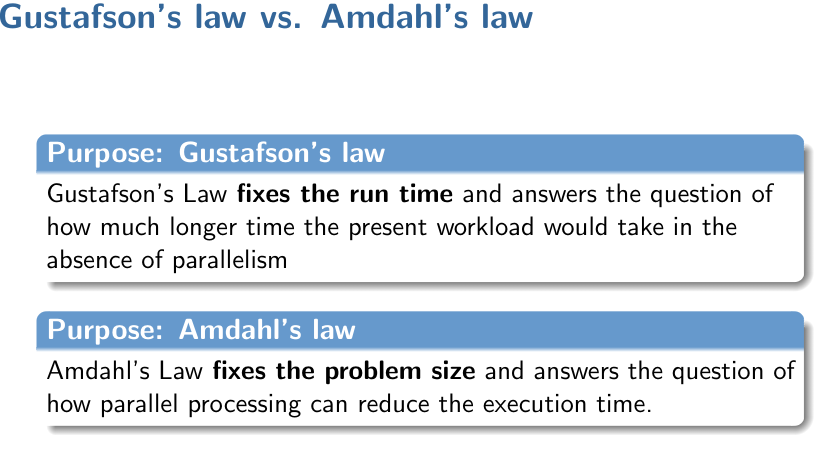 Gustafson's law vs. Amdahl's law
Purpose: Gustafson's law
Gustafson's Law fixes the run time and answers the question of
how much longer time the present workload would take in the
absence of parallelism
Purpose: Amdahl's law
Amdahl's Law fixes the problem size and answers the question of
how parallel processing can reduce the execution time.